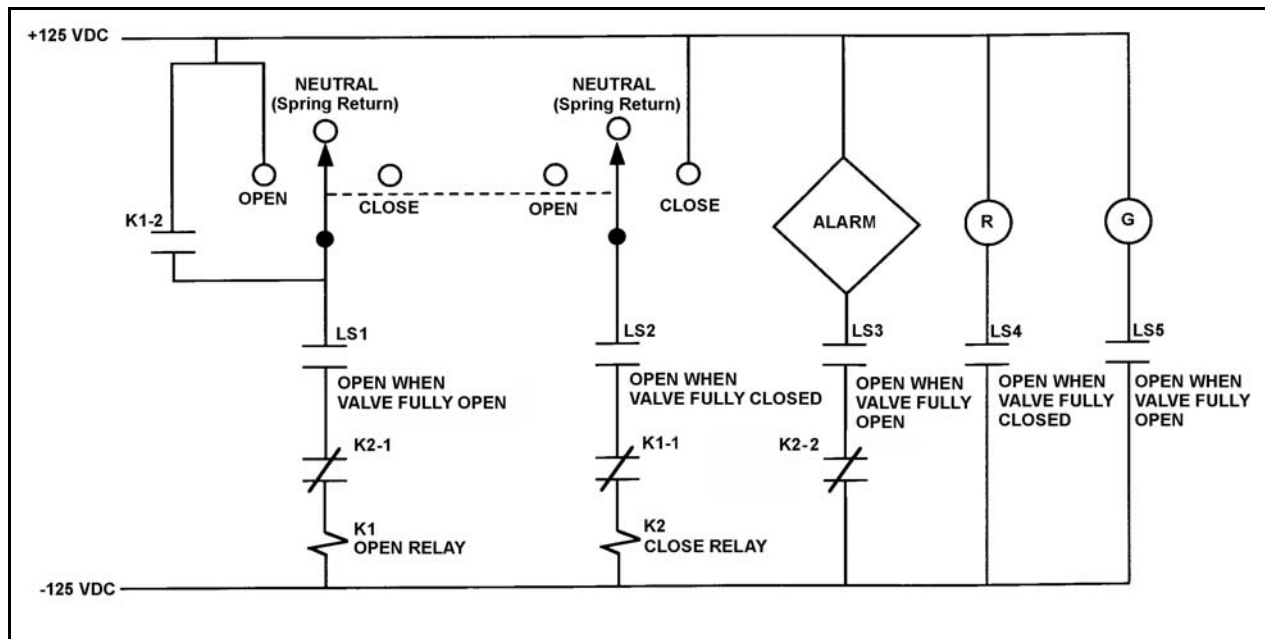 +125 VDC
NEUTRAL
(Spring Return)
NEUTRAL
(Spring Return)
OPEN
CLOSE
OPEN
CLOSE
K1-2
ALARM
R
G
LS1
LS2
LS3
LS4
LS5
OPEN WHEN
VALVE FULLY OPEN
OPEN WHEN
VALVE FULLY CLOSED
OPEN WHEN
VALVE FULLY
OPEN
OPEN WHEN
VALVE FULLY
CLOSED
OPEN WHEN
VALVE FULLY
OPEN
K2-1
K1-1
K2-2
K1
OPEN RELAY
K2
CLOSE RELAY
-125 VDC